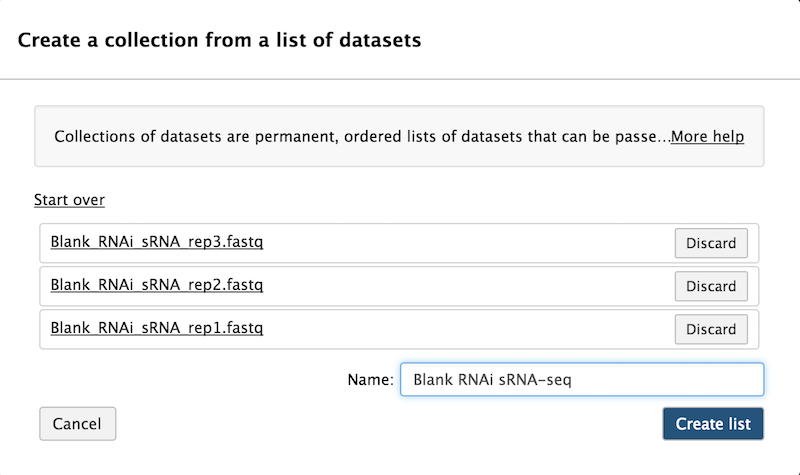 Create a collection from a list of datasets
Collections of datasets are permanent, ordered lists of datasets that can be passe...More help
Start over
Blank_RNAi_sRNA_rep3.fastq Discard
Blank_RNAi_sRNA_rep2.fastq Discard
Blank_RNAi_sRNA_rep1.fastq Discard
Name: Blank RNAi sRNA-seq
Cancel Create list